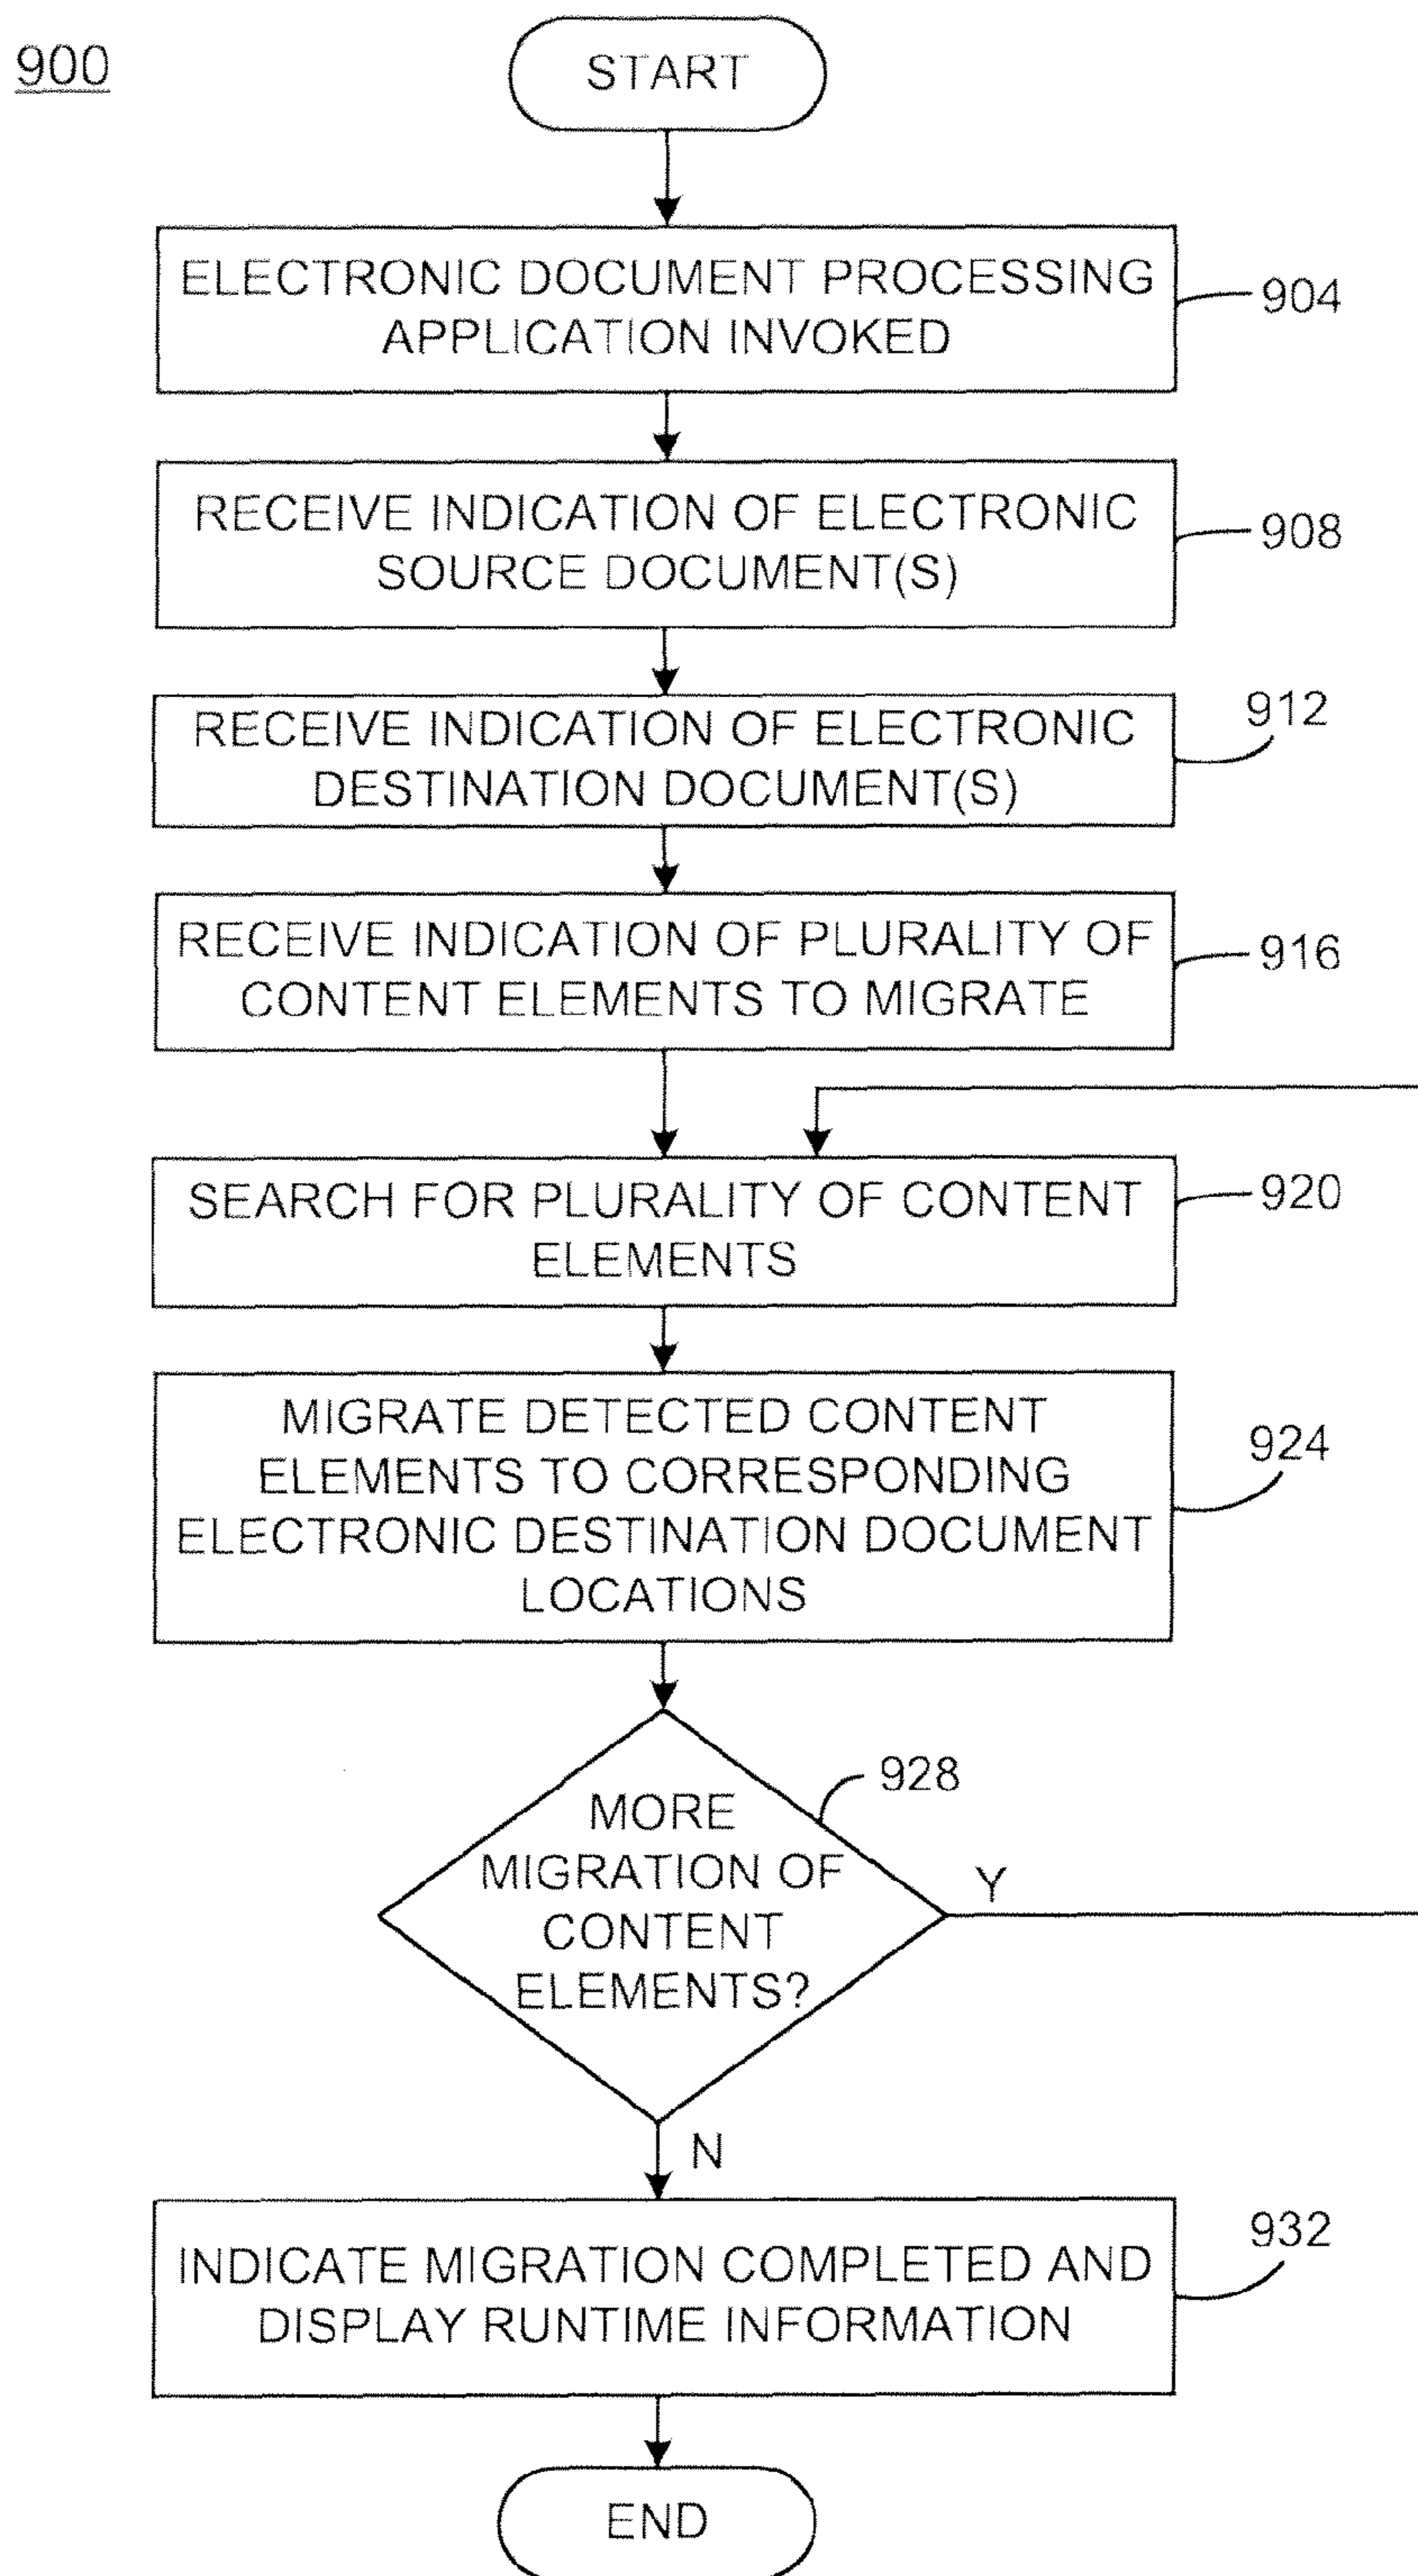 900
START
ELECTRONIC DOCUMENT PROCESSING
APPLICATION INVOKED
904
RECEIVE INDICATION OF ELECTRONIC
SOURCE DOCUMENT(S)
908
RECEIVE INDICATION OF ELECTRONIC
DESTINATION DOCUMENT(S)
912
RECEIVE INDICATION OF PLURALITY OF
CONTENT ELEMENTS TO MIGRATE
916
SEARCH FOR PLURALITY OF CONTENT
ELEMENTS
920
MIGRATE DETECTED CONTENT
ELEMENTS TO CORRESPONDING
ELECTRONIC DESTINATION DOCUMENT
LOCATIONS
924
MORE
MIGRATION OF
CONTENT
ELEMENTS?
928
Y
N
INDICATE MIGRATION COMPLETED AND
DISPLAY RUNTIME INFORMATION
932
END